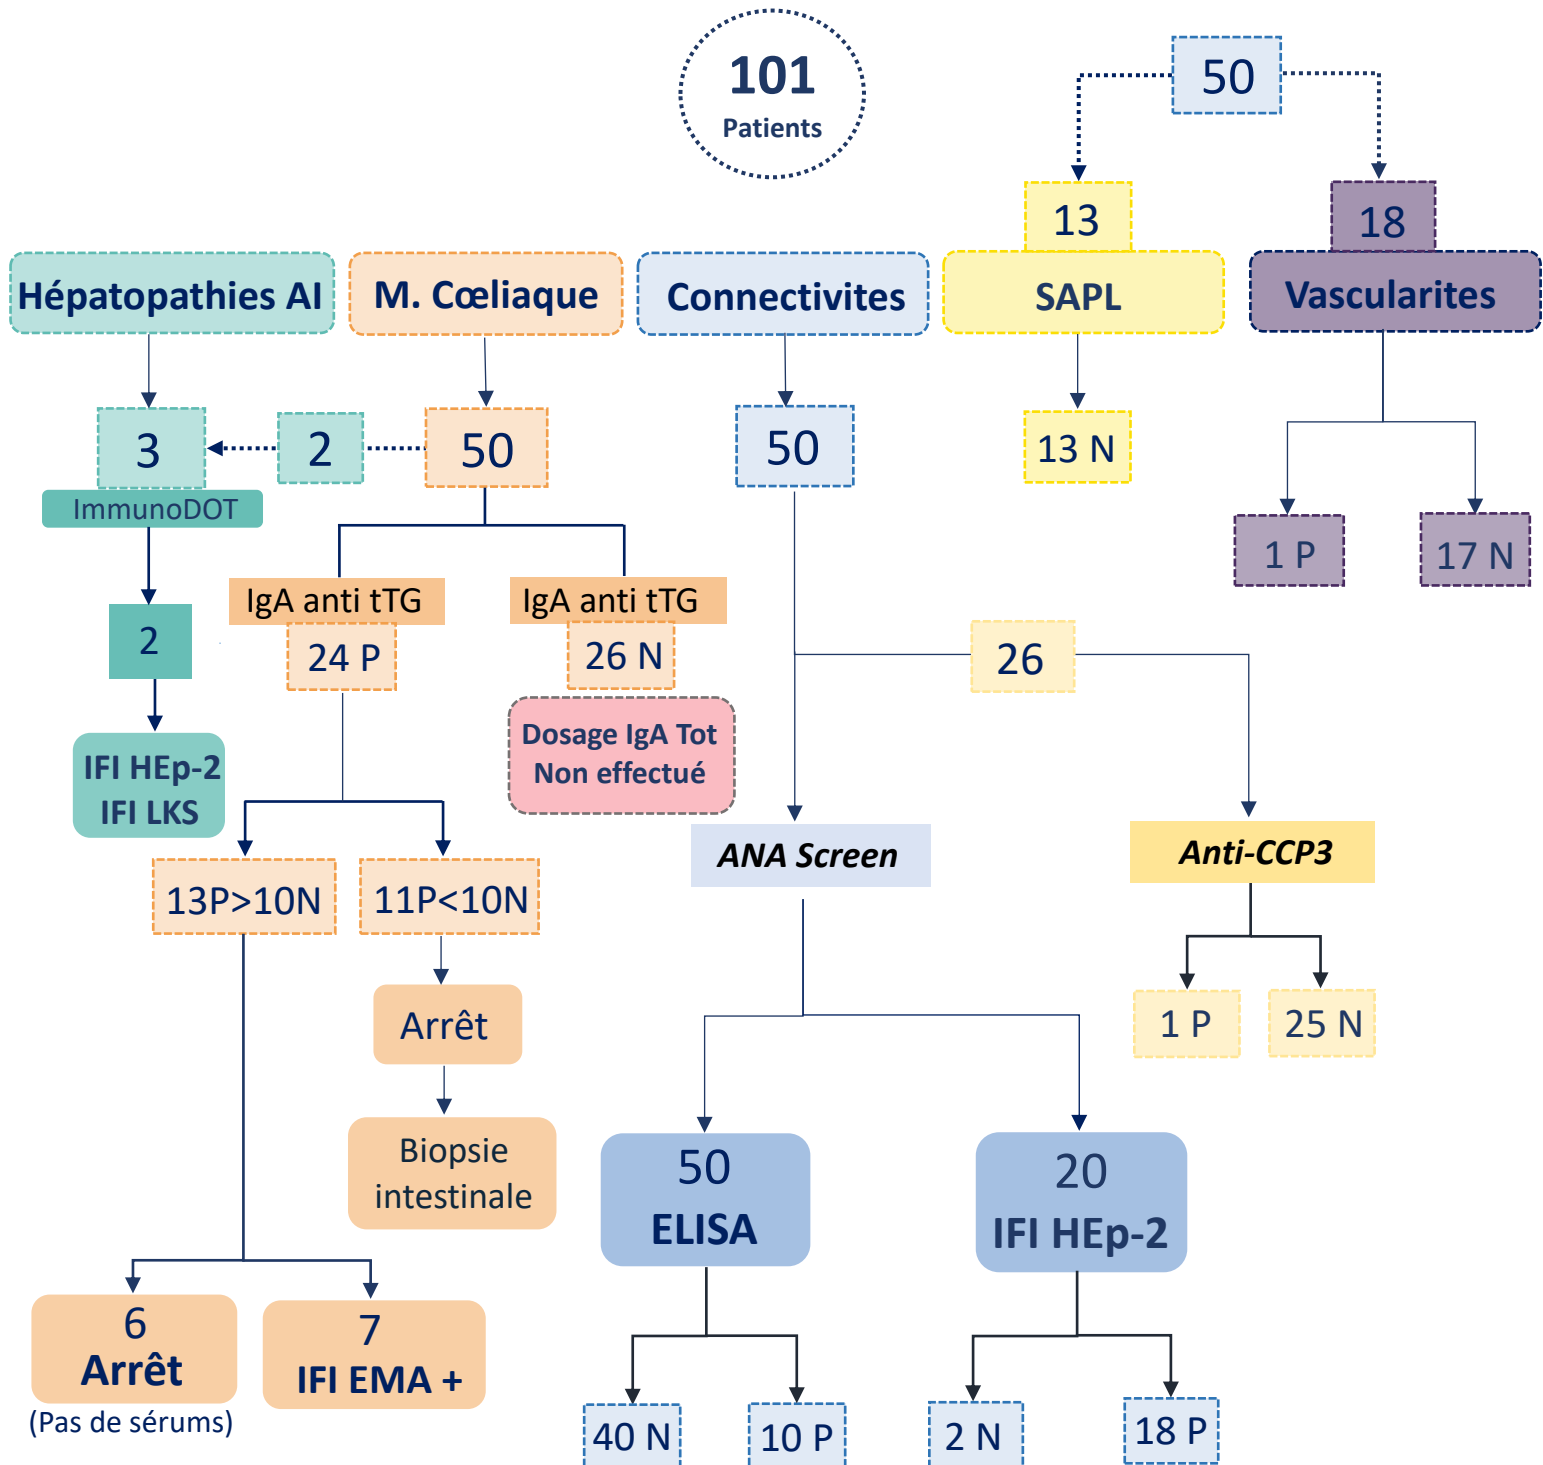 101
Patients
50
13
18
Hépatopathies AI
M. Cœliaque
Connectivites
SAPL
Vascularites
3
2
50
50
13 N
ImmunoDOT
1 P
17 N
IgA anti tTG
IgA anti tTG
2
24 P
26 N
26
Dosage IgA Tot
Non effectué
IFI HEp-2
IFI LKS
ANA Screen
Anti-CCP3
13P>10N
11P<10N
Arrêt
1 P
25 N
Biopsie
intestinale
50
ELISA
20
IFI HEp-2
6
Arrêt
(Pas de sérums)
7
IFI EMA +
40 N
10 P
2 N
18 P